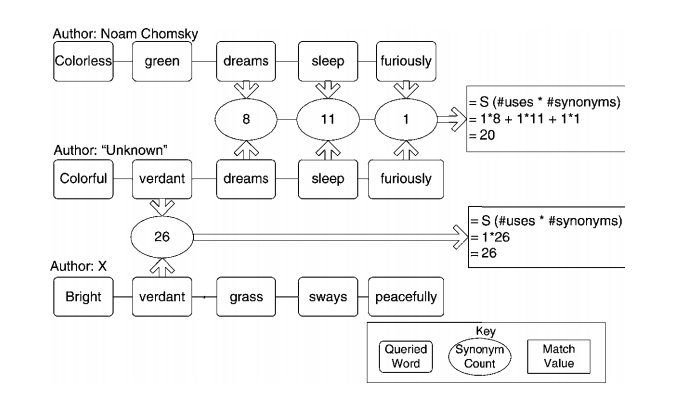 Author: Noam Chomsky
Colorless green dreams sleep furiously
8 11 1
= S (#uses * #synonyms)
= 1*8 + 1*11 + 1*1
= 20
Author: “Unknown”
Colorful verdant dreams sleep furiously
26
= S (#uses * #synonyms)
= 1*26
= 26
Author: X
Bright verdant grass sways peacefully
Key
Queried
Word
Synonym
Count
Match
Value